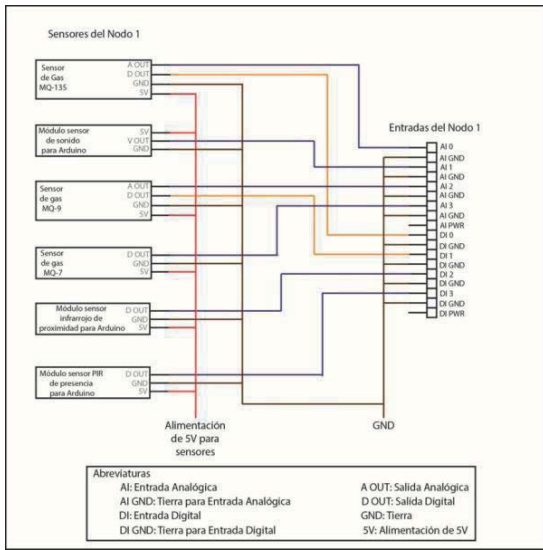 Sensores del Nodo 1
Sensor
de Gas
MQ-135
A OUT
D OUT
GND
5V
Módulo sensor
de sonido
para Arduino
5V
V OUT
GND
Sensor
de gas
MQ-9
A OUT
D OUT
GND
5V
Sensor
de gas
MQ-7
D OUT
GND
5V
Módulo sensor
infrarrojo de
proximidad para Arduino
D OUT
GND
5V
Módulo sensor PIR
de presencia
para Arduino
D OUT
GND
5V
Entradas del Nodo 1
AI 0
AI GND
AI 1
AI GND
AI 2
AI GND
AI 3
AI GND
AI PWR
DI 0
DI GND
DI 1
DI GND
DI 2
DI GND
DI 3
DI GND
DI PWR
Alimentación
de 5V para
sensores
GND
Abreviaturas
AI: Entrada Analógica
AI GND: Tierra para Entrada Analógica
DI: Entrada Digital
DI GND: Tierra para Entrada Digital
A OUT: Salida Analógica
D OUT: Salida Digital
GND: Tierra
5V: Alimentación de 5V